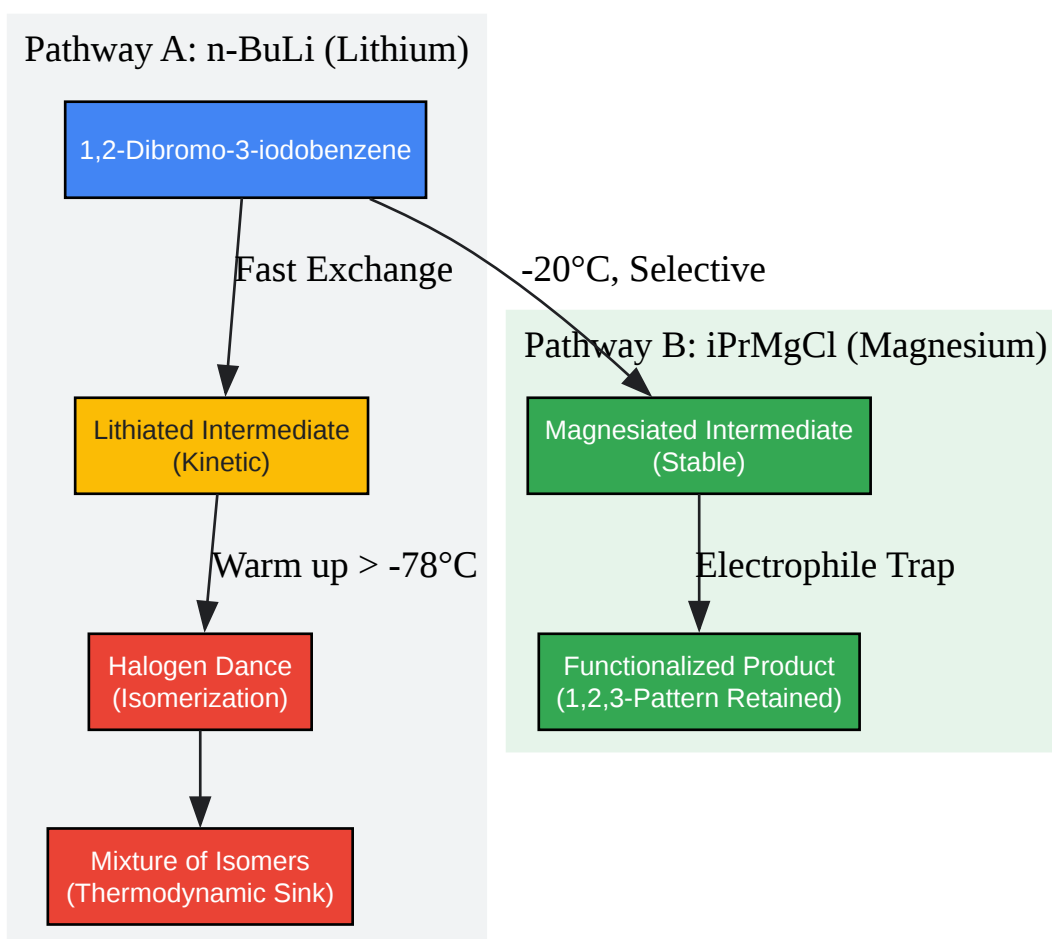 Pathway A: n-BuLi (Lithium)
1,2-Dibromo-3-iodobenzene
Fast Exchange
-20°C, Selective
Pathway B: iPrMgCl (Magnesium)
Lithiated Intermediate
(Kinetic)
Magnesiated Intermediate
(Stable)
Warm up > -78°C
Electrophile Trap
Halogen Dance
(Isomerization)
Functionalized Product
(1,2,3-Pattern Retained)
Mixture of Isomers
(Thermodynamic Sink)